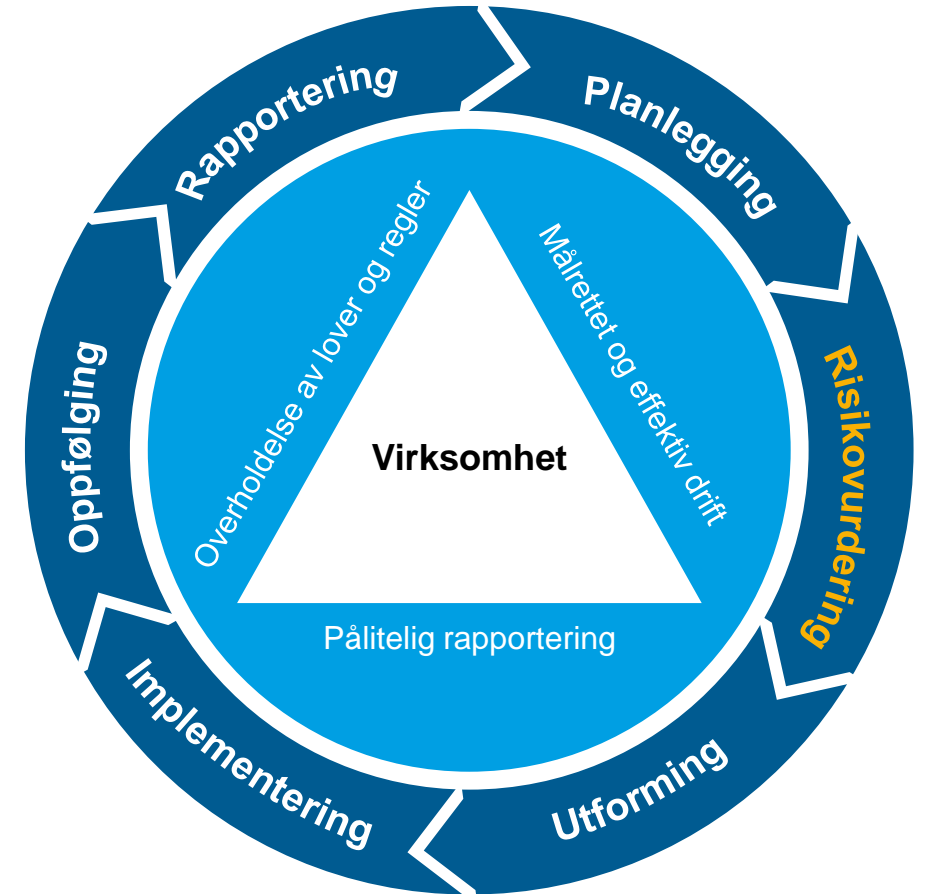 Rapportering
Planlegging
Risikovurdering
Utforming
Implementering
Oppfølging
Overholdelse av lover og regler
Målrettet og effektiv drift
Virksomhet
Pålitelig rapportering